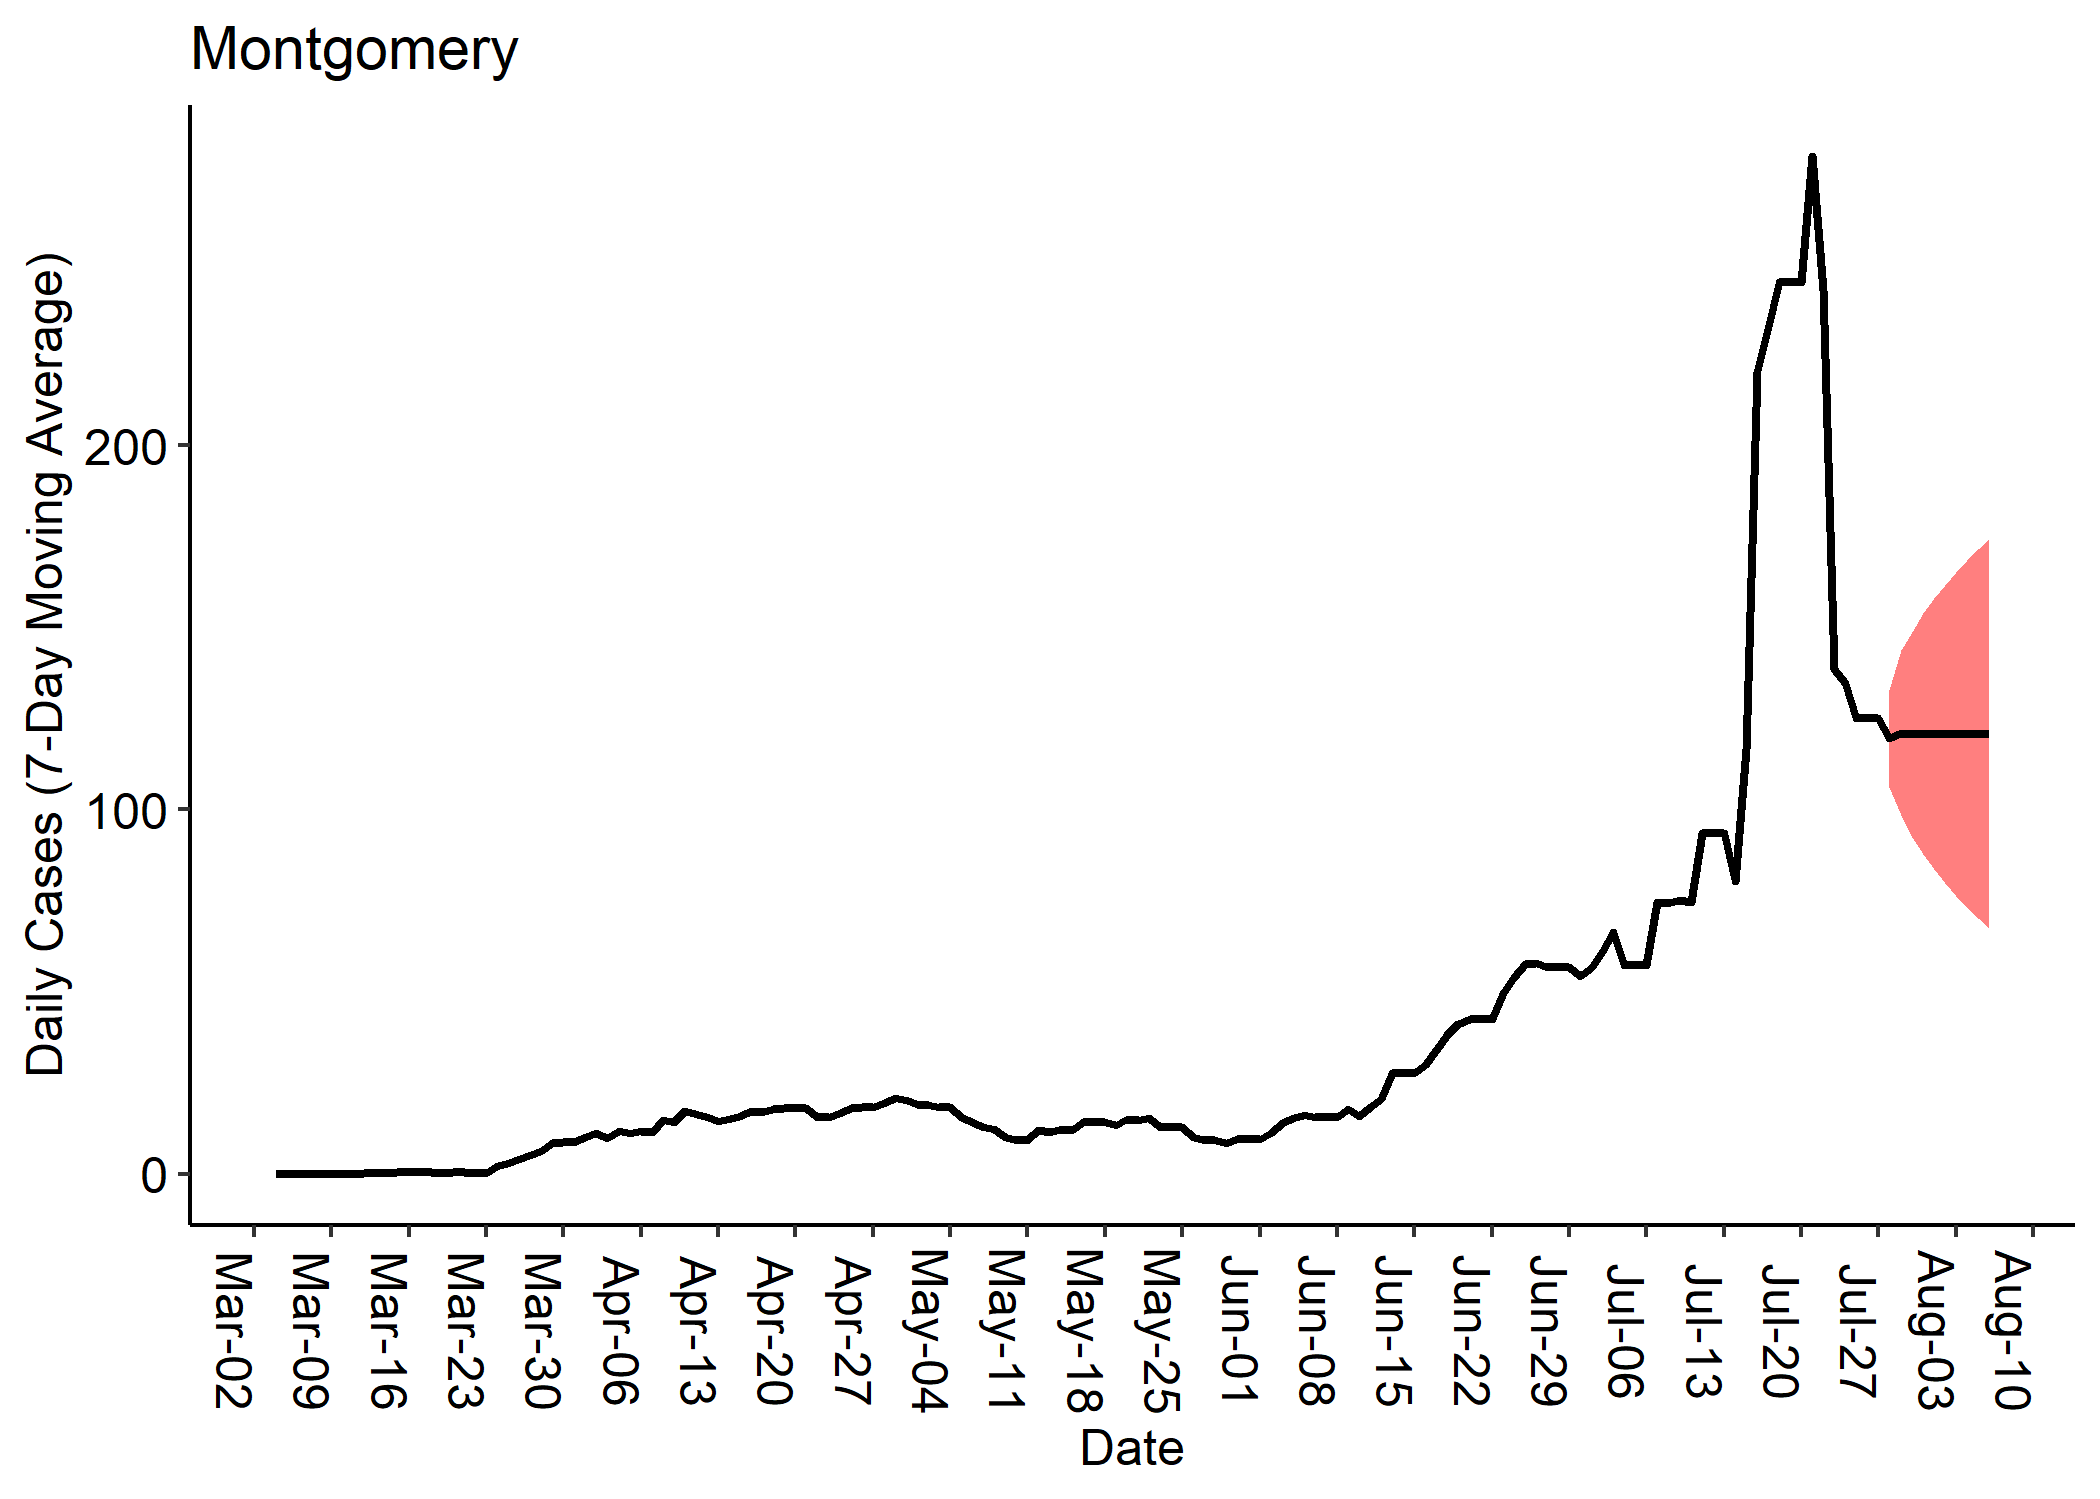 Montgomery
Daily Cases (7-Day Moving Average)
200
100
0
Mar-02
Mar-09
Mar-16
Mar-23
Mar-30
Apr-06
Apr-13
Apr-20
Apr-27
May-04
May-11
May-18
May-25
Jun-01
Jun-08
Jun-15
Jun-22
Jun-29
Jul-06
Jul-13
Jul-20
Jul-27
Aug-03
Aug-10
Date